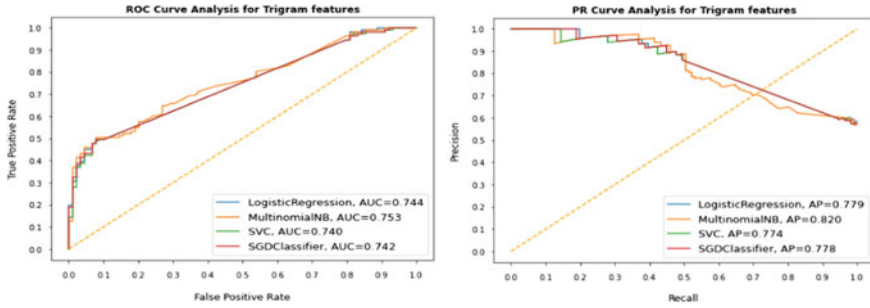 ROC Curve Analysis for Trigram features
True Positive Rate
1.0
0.9
0.8
0.7
0.6
0.5
0.4
0.3
0.2
0.1
0.0
LogisticRegression, AUC=0.744
MultinomialNB, AUC=0.753
SVC, AUC=0.740
SGDClassifier, AUC=0.742
0.0 0.1 0.2 0.3 0.4 0.5 0.6 0.7 0.8 0.9 1.0
False Positive Rate
PR Curve Analysis for Trigram features
Precision
1.0
0.9
0.8
0.7
0.6
0.5
0.4
0.3
0.2
0.1
0.0
LogisticRegression, AP=0.779
MultinomialNB, AP=0.820
SVC, AP=0.774
SGDClassifier, AP=0.778
0.0 0.1 0.2 0.3 0.4 0.5 0.6 0.7 0.8 0.9 1.0
Recall